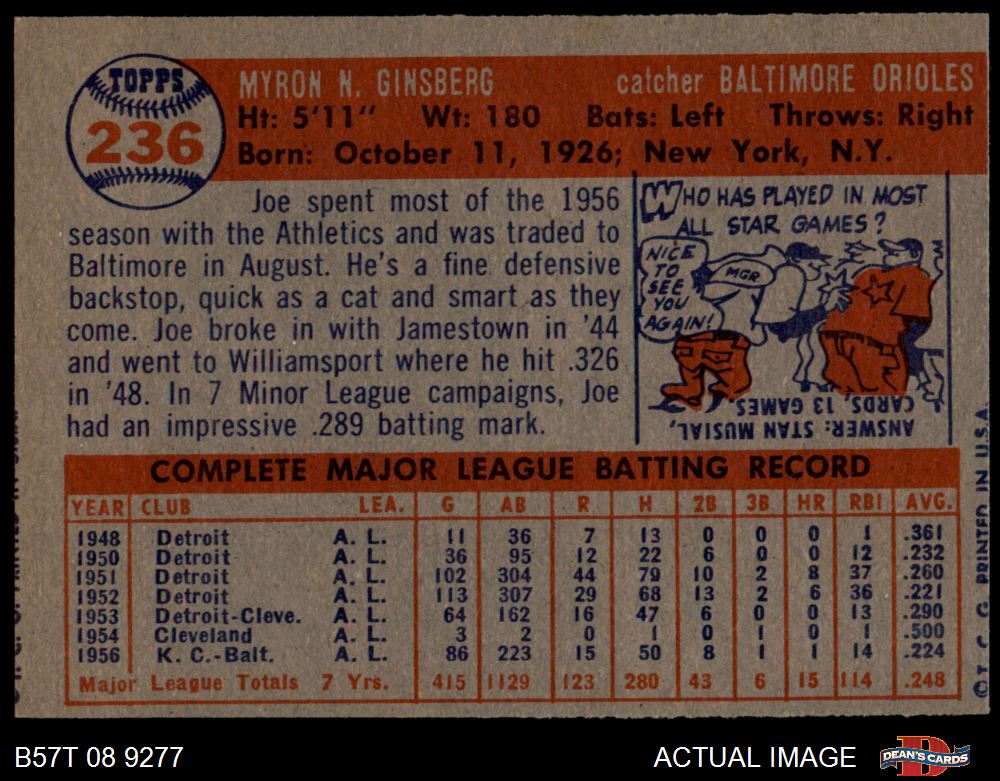 TOPPS
236
MYRON N. GINSBERG catcher BALTIMORE ORIOLES
Ht: 5'11" Wt: 180 Bats: Left Throws: Right
Born: October 11, 1926; New York, N.Y.
Joe spent most of the 1956
season with the Athletics and was traded to
Baltimore in August. He's a fine defensive
backstop, quick as a cat and smart as they
come. Joe broke in with Jamestown in '44
and went to Williamsport where he hit .326
in '48. In 7 Minor League campaigns, Joe
had an impressive .289 batting mark.
WHO HAS PLAYED IN MOST
ALL STAR GAMES?
NICE
TO
SEE
YOU
AGAIN!
MGR
ANSWER: STAN MUSIAL,
CARDS, 13 GAMES.
COMPLETE MAJOR LEAGUE BATTING RECORD
YEAR CLUB LEA. G AB R H 2B 3B HR RBI AVG.
1948 Detroit A. L. 11 36 7 13 0 0 0 1 .361
1950 Detroit A. L. 36 95 12 22 6 0 0 12 .232
1951 Detroit A. L. 102 304 44 79 10 2 8 37 .260
1952 Detroit A. L. 113 307 29 68 13 2 6 36 .221
1953 Detroit-Cleve. A. L. 64 162 16 47 6 0 0 13 .290
1954 Cleveland A. L. 3 2 0 1 0 1 0 1 .500
1956 K. C.-Balt. A. L. 86 223 15 50 8 1 1 14 .224
Major League Totals 7 Yrs. 415 1129 123 280 43 6 15 114 .248
© T. C. G. PRINTED IN U.S.A.
B57T 08 9277
ACTUAL IMAGE
DEAN'S CARDS